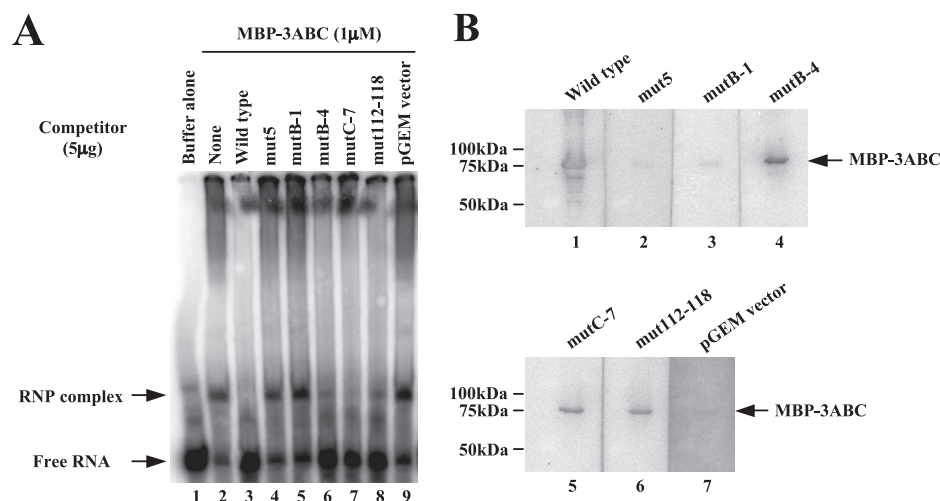 A
MBP-3ABC (1μM)
Competitor
(5μg)
Buffer alone
None
Wild type
mut5
mutB-1
mutB-4
mutC-7
mut112-118
pGEM vector
RNP complex
Free RNA
1 2 3 4 5 6 7 8 9
B
Wild type
mut5
mutB-1
mutB-4
100kDa
75kDa
50kDa
MBP-3ABC
1 2 3 4
mutC-7
mut112-118
pGEM vector
100kDa
75kDa
50kDa
MBP-3ABC
5 6 7